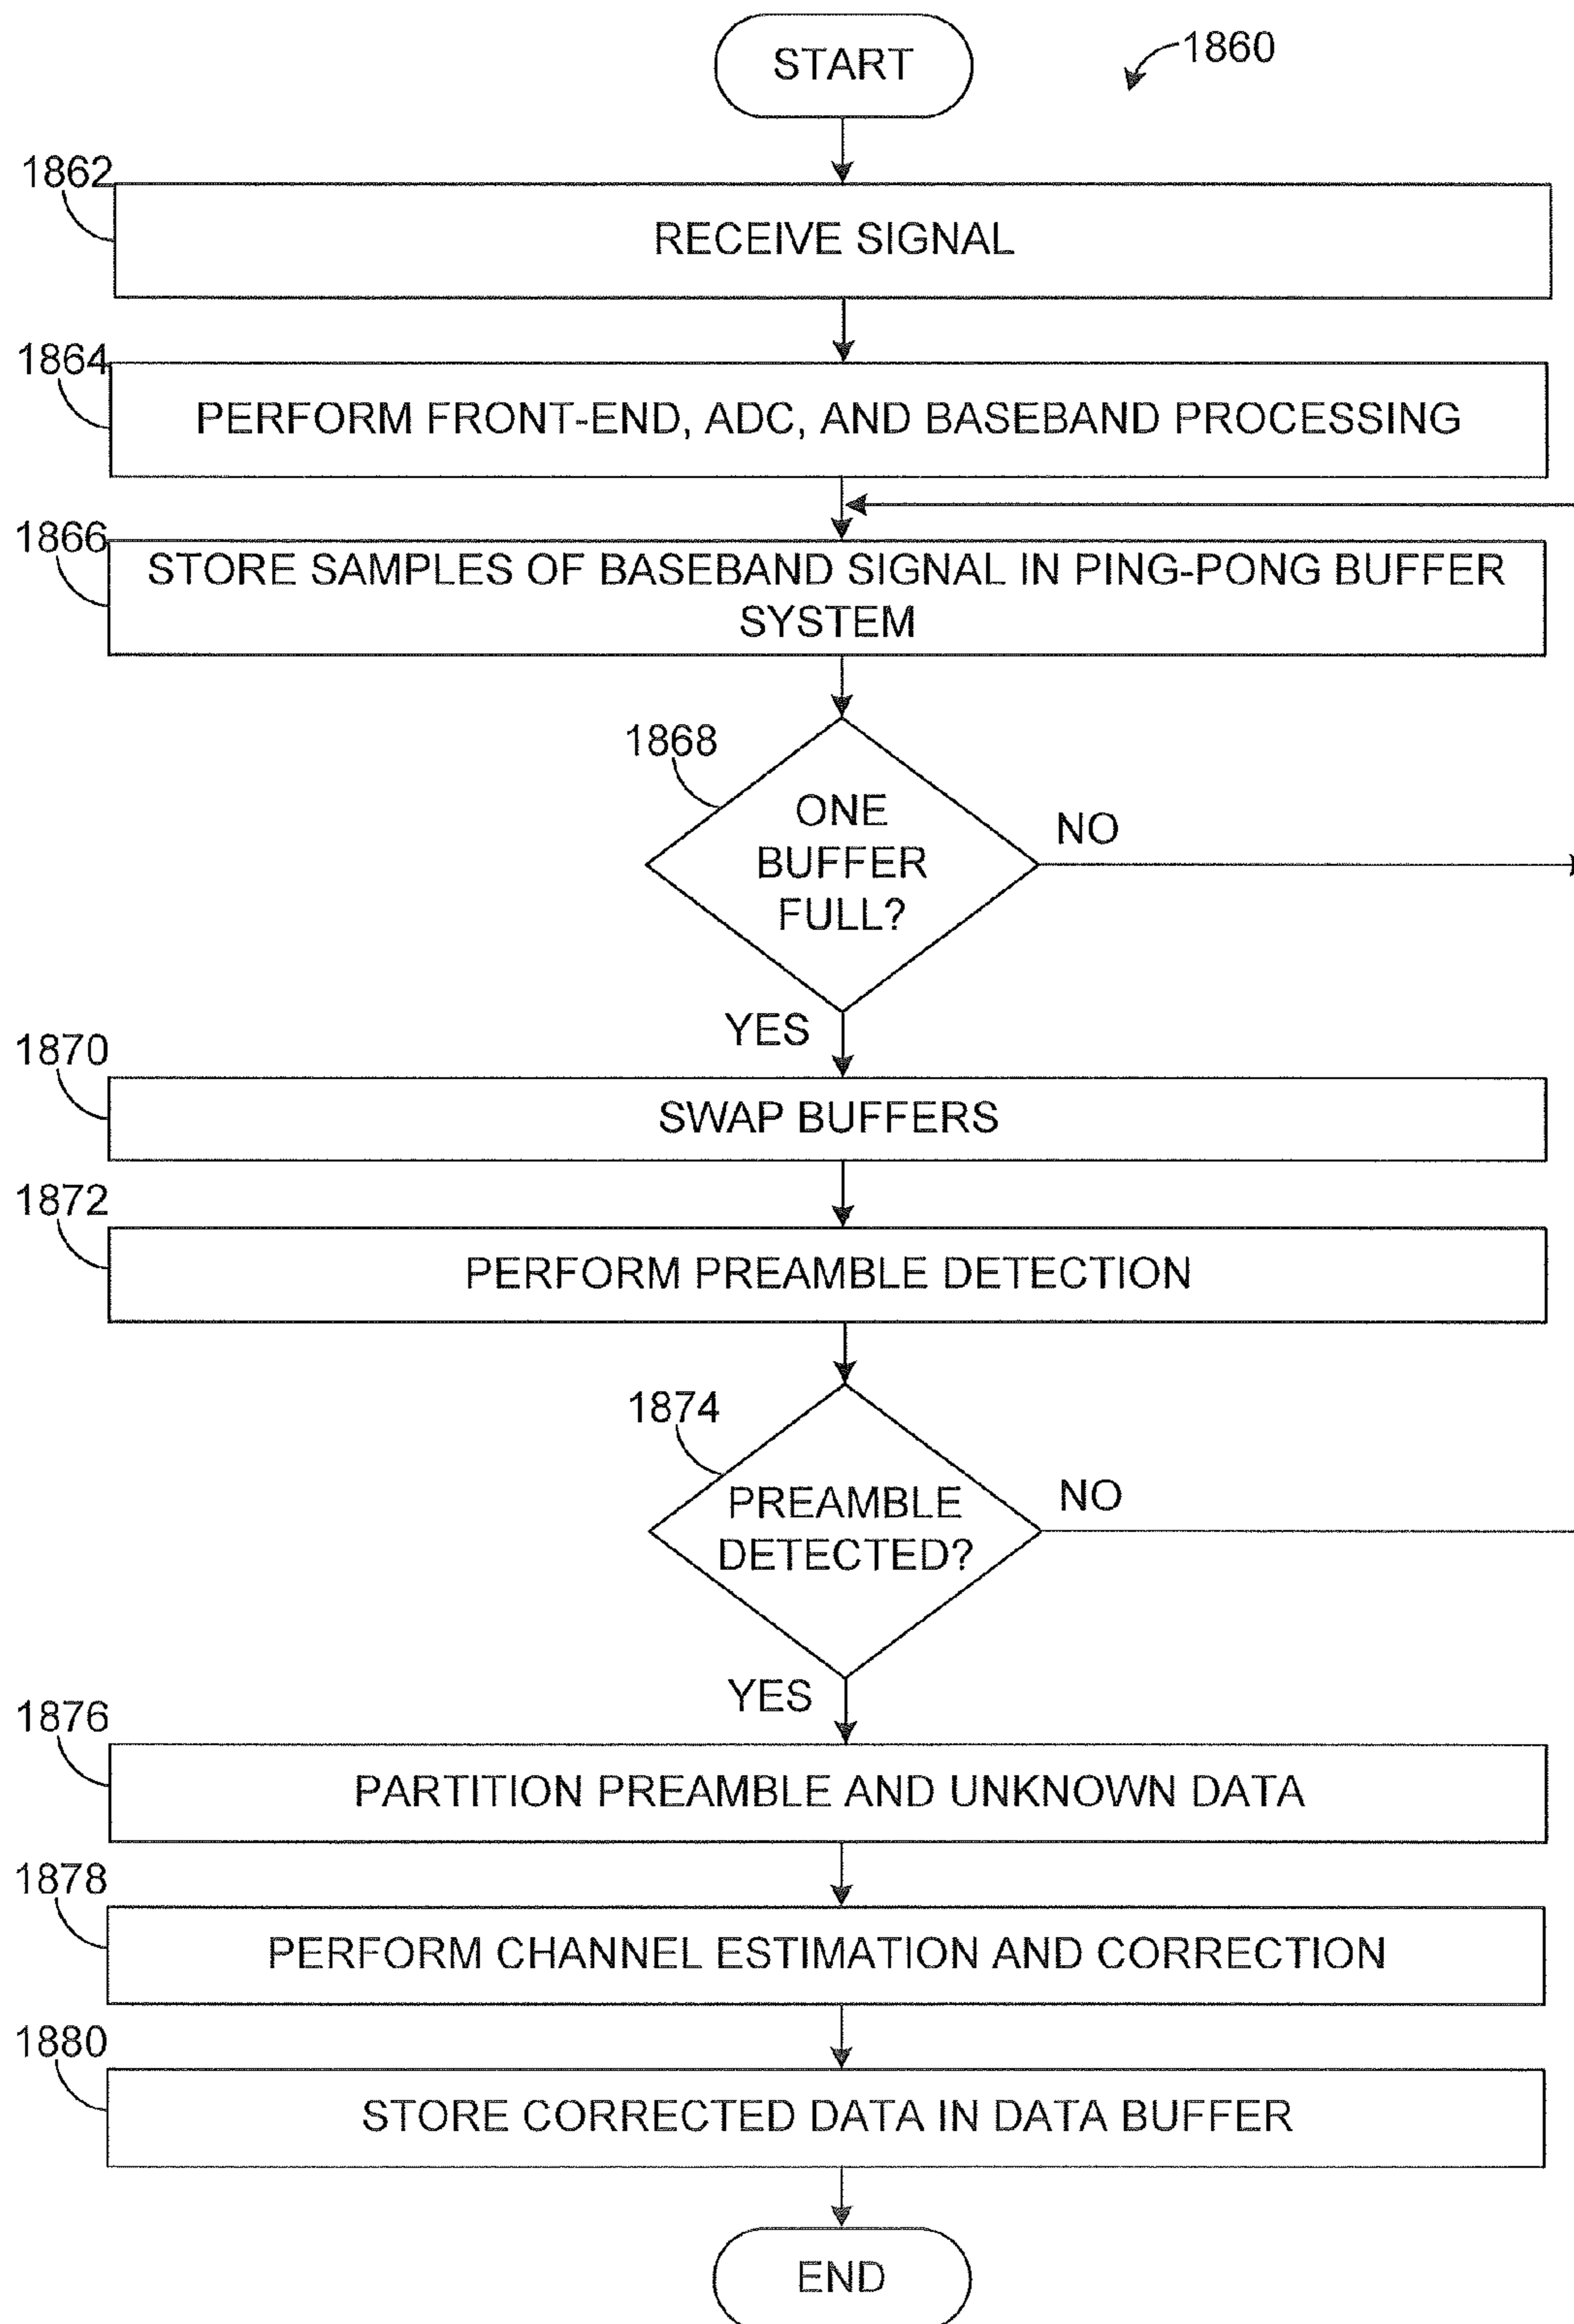 START
1860
1862
RECEIVE SIGNAL
1864
PERFORM FRONT-END, ADC, AND BASEBAND PROCESSING
1866
STORE SAMPLES OF BASEBAND SIGNAL IN PING-PONG BUFFER
SYSTEM
1868
ONE
BUFFER
FULL?
NO
YES
1870
SWAP BUFFERS
1872
PERFORM PREAMBLE DETECTION
1874
PREAMBLE
DETECTED?
NO
YES
1876
PARTITION PREAMBLE AND UNKNOWN DATA
1878
PERFORM CHANNEL ESTIMATION AND CORRECTION
1880
STORE CORRECTED DATA IN DATA BUFFER
END